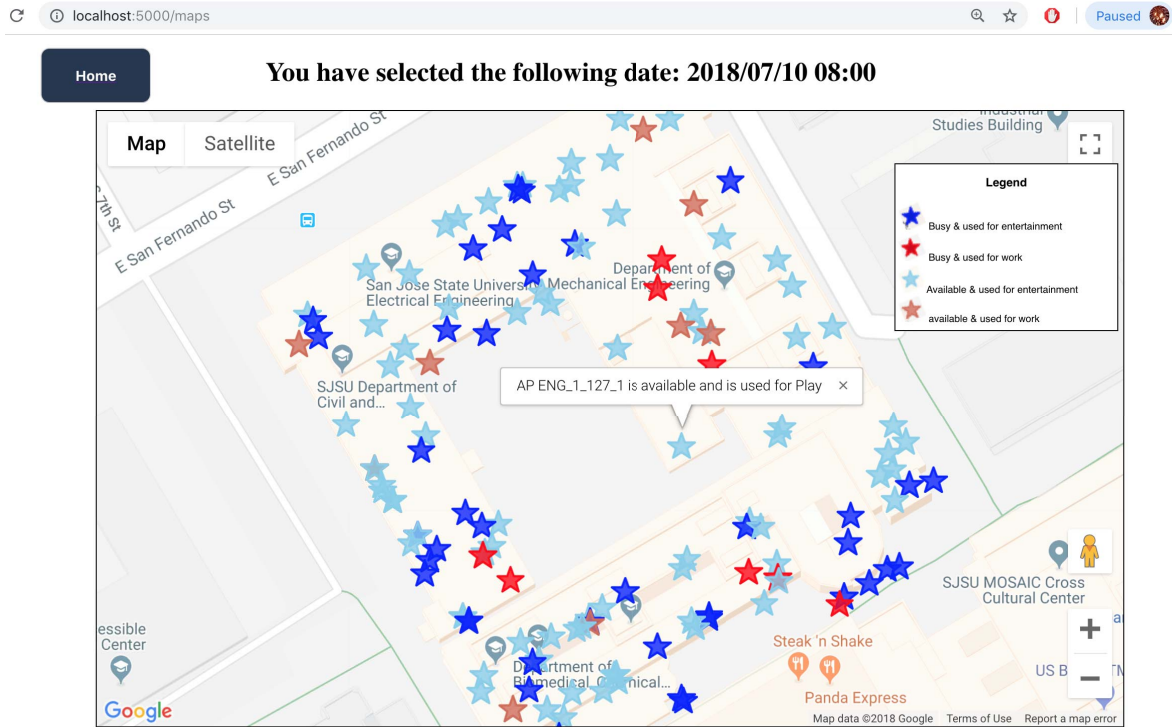 localhost:5000/maps
Paused
Home
You have selected the following date: 2018/07/10 08:00
Map
Satellite
E San Fernando St
E San Fernando St
S 7th St
Industrial
Studies Building
Legend
Busy & used for entertainment
Busy & used for work
Available & used for entertainment
available & used for work
San Jose State
Electrical Engineering
Department of
Mechanical Engineering
SJSU Department of
Civil and...
AP ENG_1_127_1 is available and is used for Play ×
SJSU MOSAIC Cross
Cultural Center
essible
Center
Steak 'n Shake
Panda Express
Department of
Biomedical,
US
Google
Map data ©2018 Google
Terms of Use
Report a map error